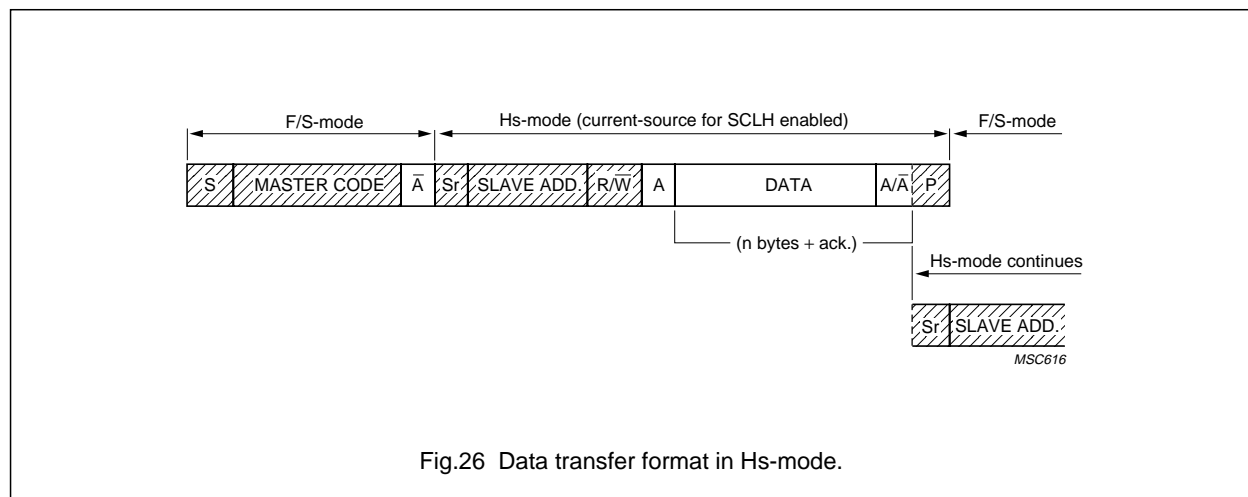 F/S-mode Hs-mode (current-source for SCLH enabled) F/S-mode
S MASTER CODE A̅ Sr SLAVE ADD. R/W̅ A DATA A/A̅ P
(n bytes + ack.)
Hs-mode continues
Sr SLAVE ADD.
MSC616
Fig.26 Data transfer format in Hs-mode.